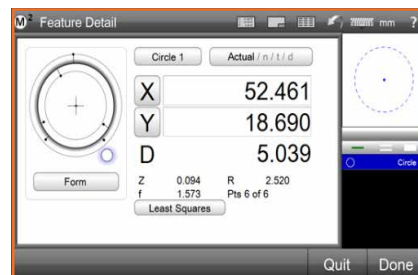 M² Feature Detail mm ?
Circle 1 Actual / n / t / d
X 52.461
Y 18.690
D 5.039
Z 0.094 R 2.520
f 1.573 Pts 6 of 6
Form
Least Squares
Circle
Quit Done